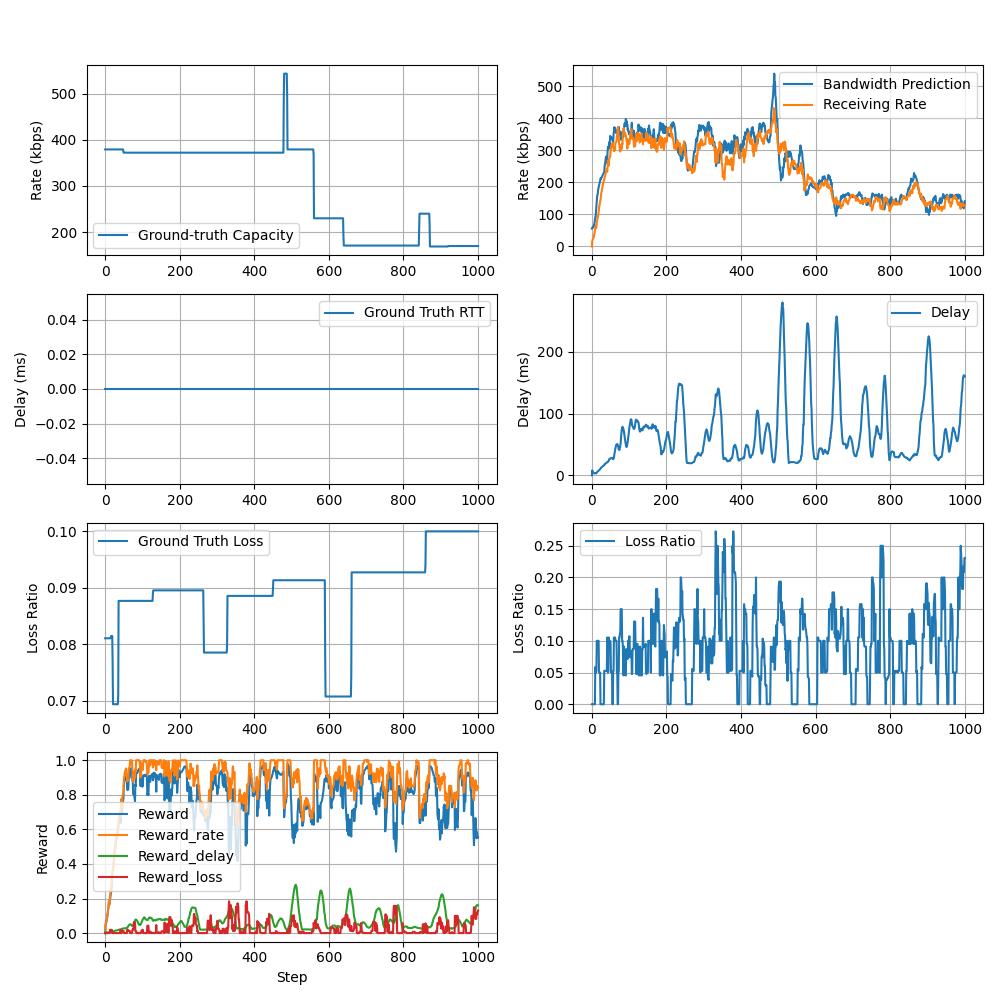 500
400
300
200
Rate (kbps)
Ground-truth Capacity
0 200 400 600 800 1000
500
400
300
200
100
0
Rate (kbps)
Bandwidth Prediction
Receiving Rate
0 200 400 600 800 1000
0.04
0.02
0.00
−0.02
−0.04
Delay (ms)
Ground Truth RTT
0 200 400 600 800 1000
200
100
0
Delay (ms)
Delay
0 200 400 600 800 1000
0.10
0.09
0.08
0.07
Loss Ratio
Ground Truth Loss
0 200 400 600 800 1000
0.25
0.20
0.15
0.10
0.05
0.00
Loss Ratio
Loss Ratio
0 200 400 600 800 1000
1.0
0.8
0.6
0.4
0.2
0.0
Reward
Reward
Reward_rate
Reward_delay
Reward_loss
0 200 400 600 800 1000
Step